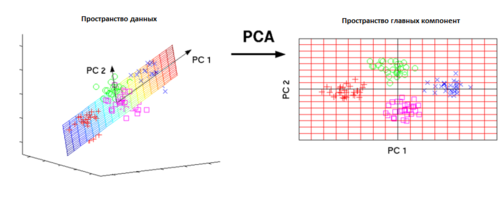 Пространство данных
PC 2
PC 1
PCA
Пространство главных компонент
PC 2
PC 1